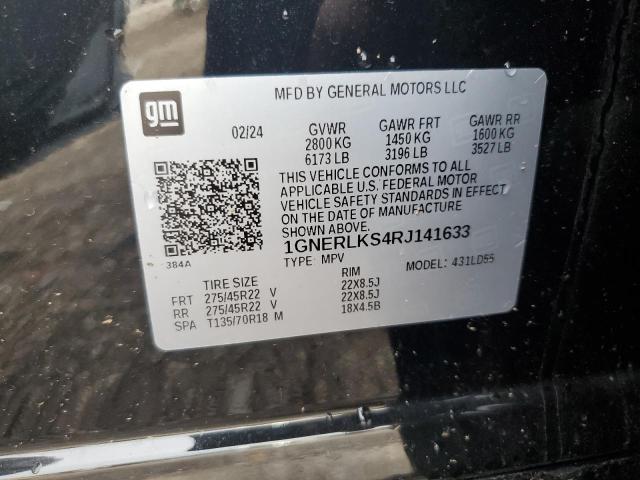 gm
MFD BY GENERAL MOTORS LLC
02/24 GVWR GAWR FRT GAWR RR
2800 KG 1450 KG 1600 KG
6173 LB 3196 LB 3527 LB
THIS VEHICLE CONFORMS TO ALL
APPLICABLE U.S. FEDERAL MOTOR
VEHICLE SAFETY STANDARDS IN EFFECT
ON THE DATE OF MANUFACTURE
SHOWN ABOVE.
1GNERLKS4RJ141633
384A TYPE: MPV MODEL: 431LD55
TIRE SIZE RIM
FRT 275/45R22 V 22X8.5J
RR 275/45R22 V 22X8.5J
SPA T135/70R18 M 18X4.5B